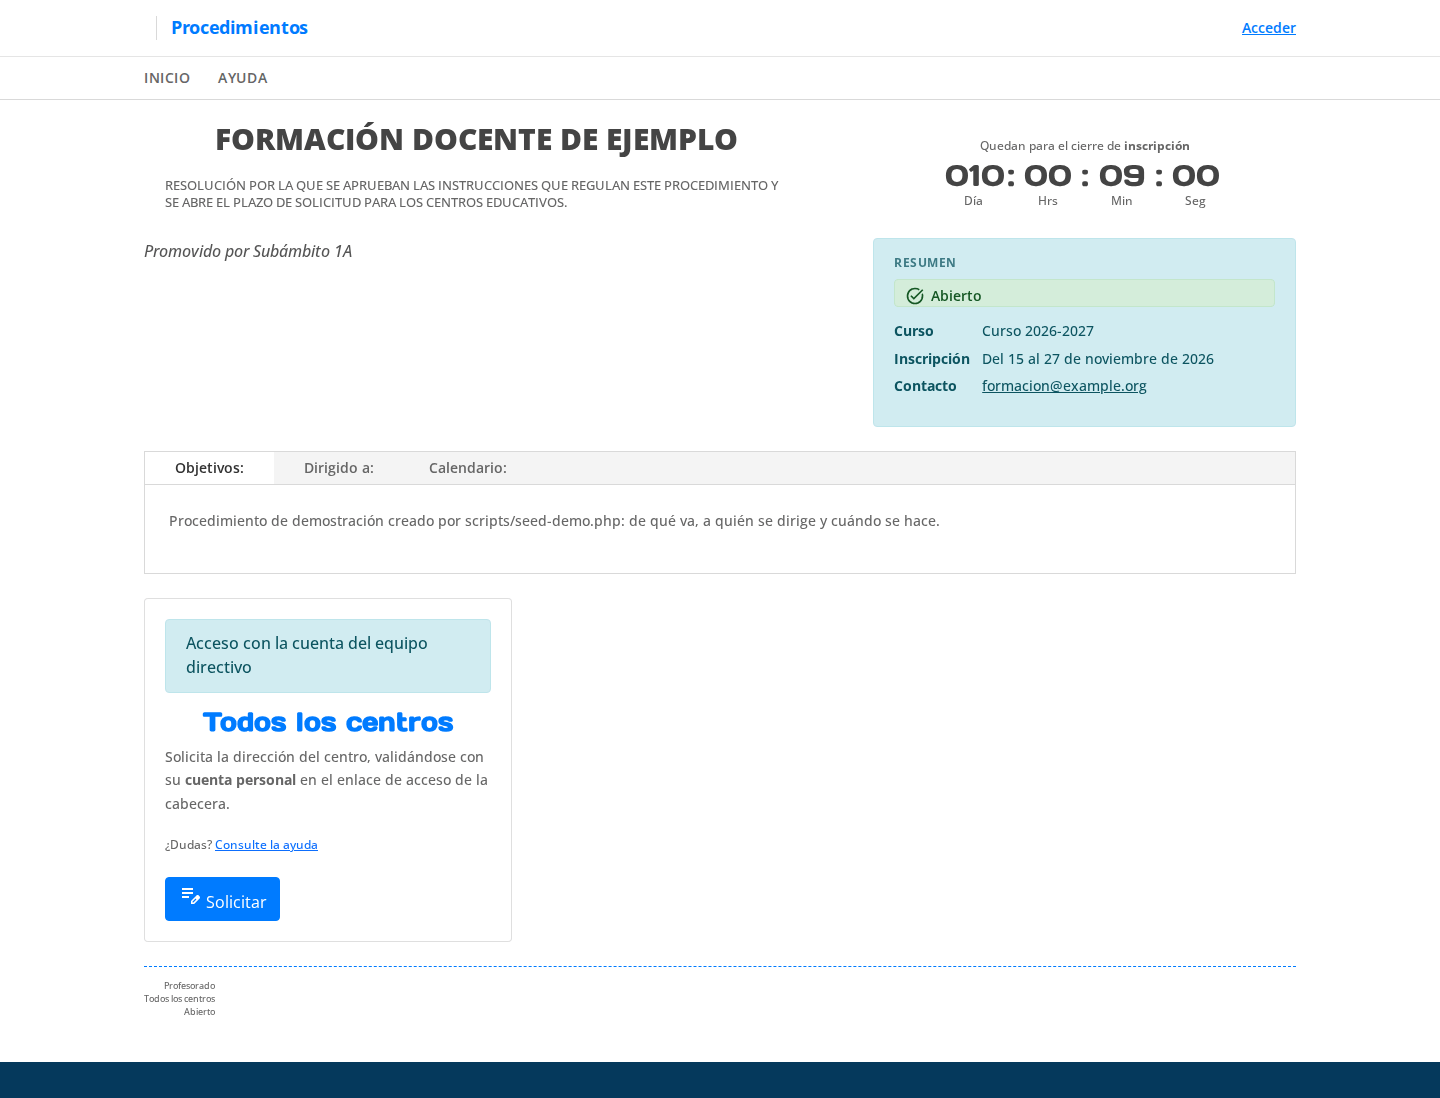 Procedimientos
Acceder
INICIO AYUDA
FORMACIÓN DOCENTE DE EJEMPLO
RESOLUCIÓN POR LA QUE SE APRUEBAN LAS INSTRUCCIONES QUE REGULAN ESTE PROCEDIMIENTO Y
SE ABRE EL PLAZO DE SOLICITUD PARA LOS CENTROS EDUCATIVOS.
Promovido por Subámbito 1A
Quedan para el cierre de inscripción
010 : 00 : 09 : 00
Día Hrs Min Seg
RESUMEN
Abierto
Curso Curso 2026-2027
Inscripción Del 15 al 27 de noviembre de 2026
Contacto formacion@example.org
Objetivos: Dirigido a: Calendario:
Procedimiento de demostración creado por scripts/seed-demo.php: de qué va, a quién se dirige y cuándo se hace.
Acceso con la cuenta del equipo
directivo
Todos los centros
Solicita la dirección del centro, validándose con
su cuenta personal en el enlace de acceso de la
cabecera.
¿Dudas? Consulte la ayuda
Solicitar
Profesorado
Todos los centros
Abierto